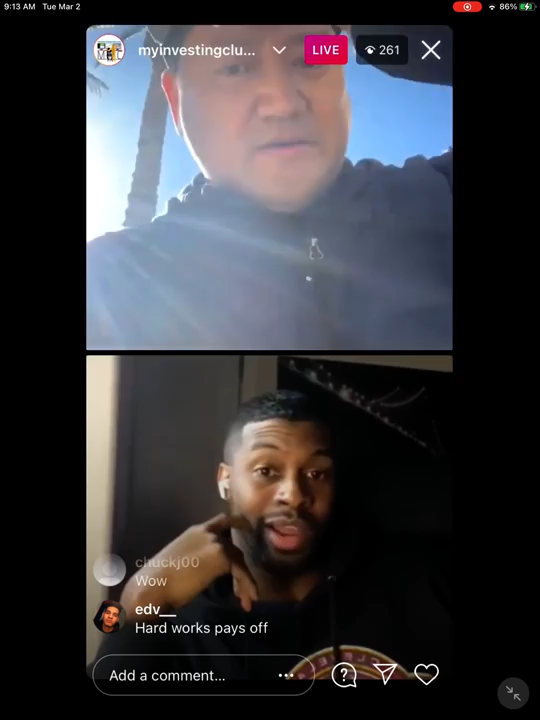 9:13 AM Tue Mar 2
86%
myinvestingclu...
LIVE
261
chuckj00
Wow
edv__
Hard works pays off
Add a comment...